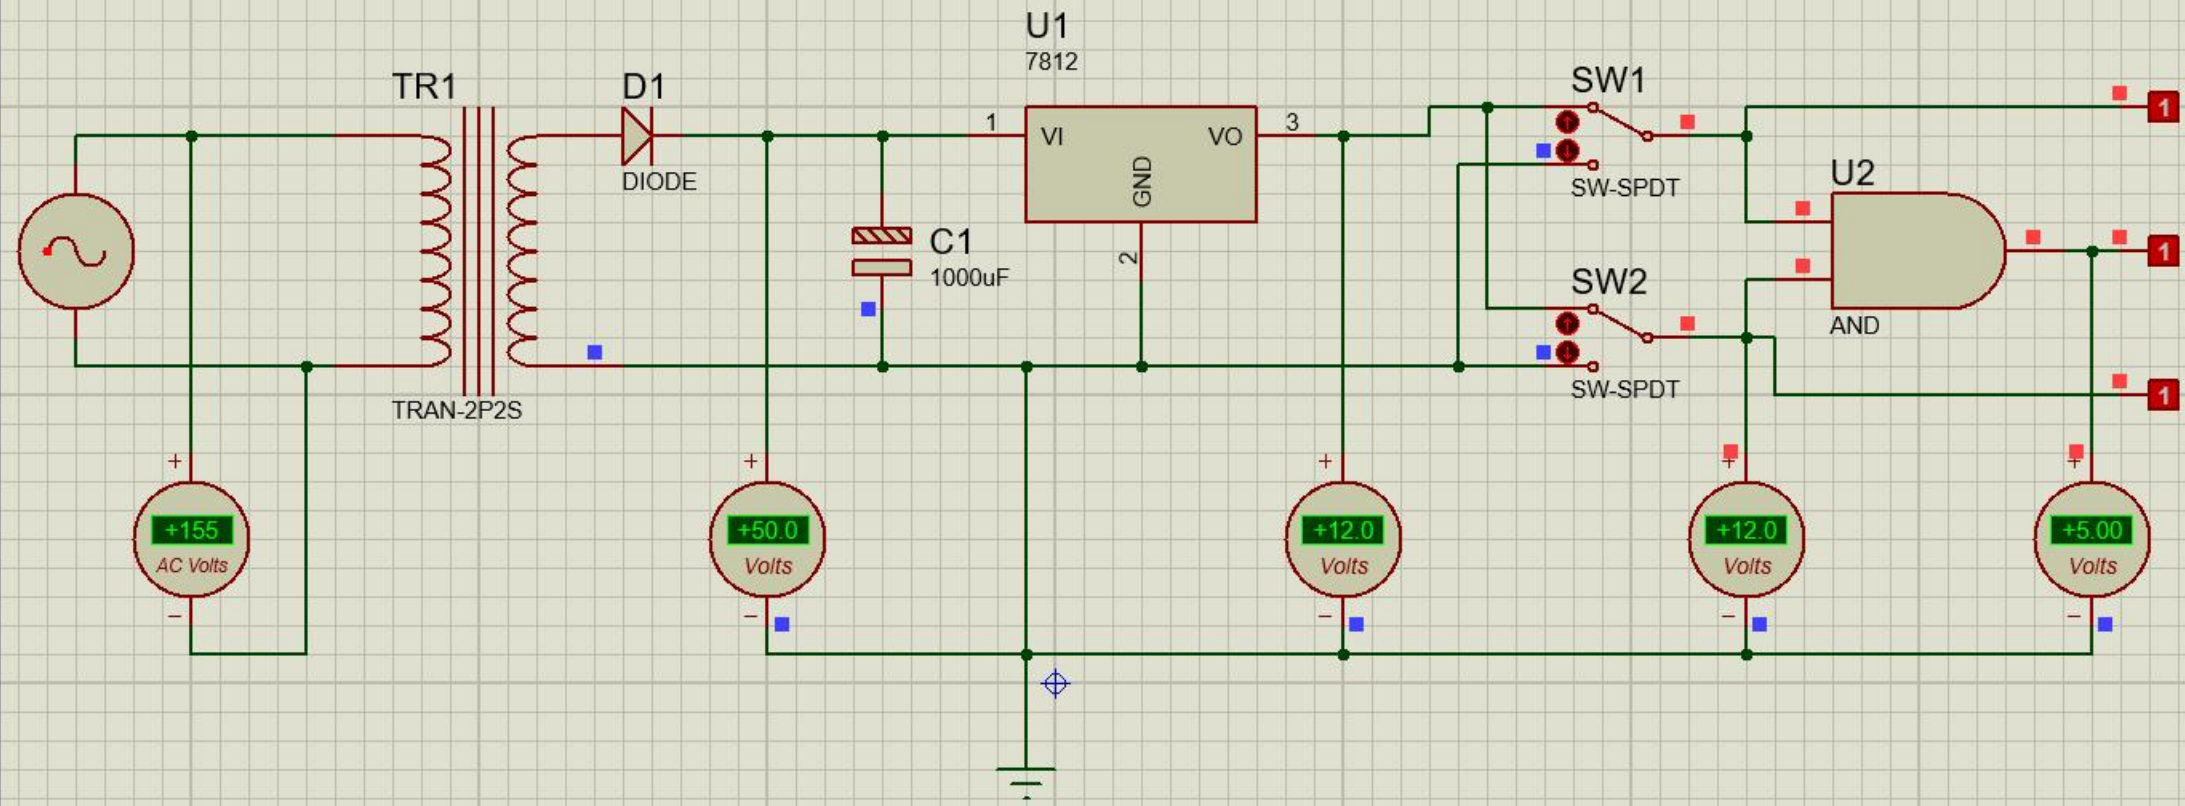 U1
7812
TR1
D1
SW1
1
VI
VO
3
1
GND
DIODE
SW-SPDT
U2
2
C1
1000uF
SW2
1
AND
TRAN-2P2S
SW-SPDT
1
+
+
+
+
+
+155
+50.0
+12.0
+12.0
+5.00
AC Volts
Volts
Volts
Volts
Volts
−
−
−
−
−